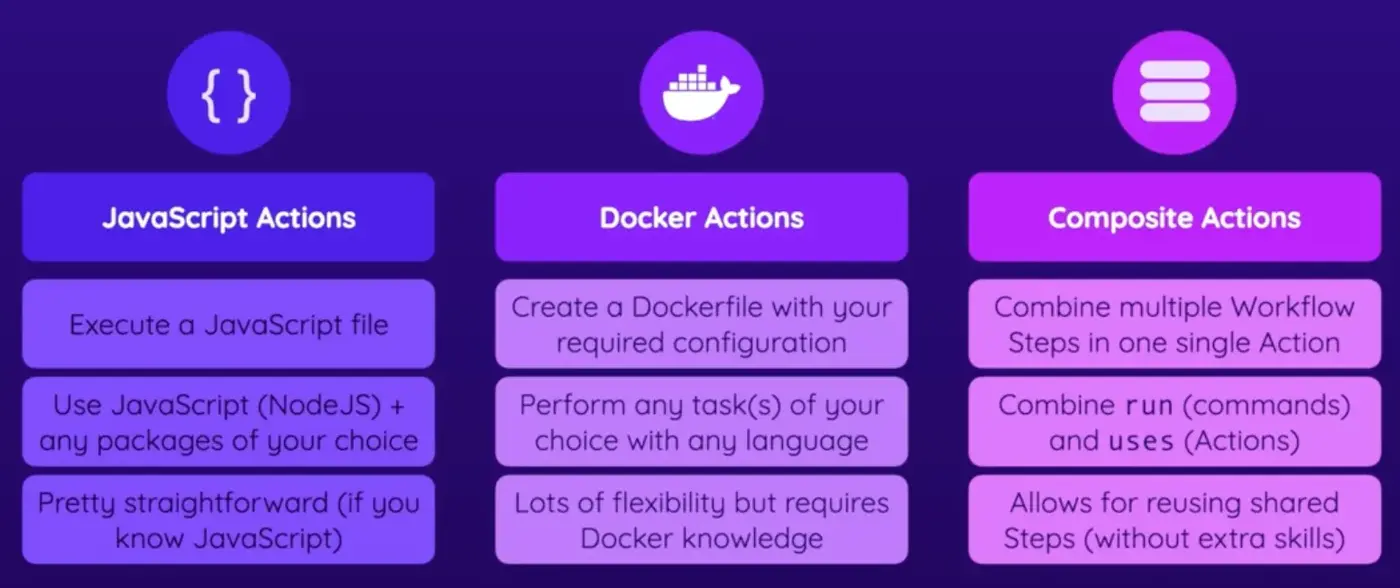 { }
JavaScript Actions
Execute a JavaScript file
Use JavaScript (NodeJS) +
any packages of your choice
Pretty straightforward (if you
know JavaScript)
Docker Actions
Create a Dockerfile with your
required configuration
Perform any task(s) of your
choice with any language
Lots of flexibility but requires
Docker knowledge
Composite Actions
Combine multiple Workflow
Steps in one single Action
Combine run (commands)
and uses (Actions)
Allows for reusing shared
Steps (without extra skills)